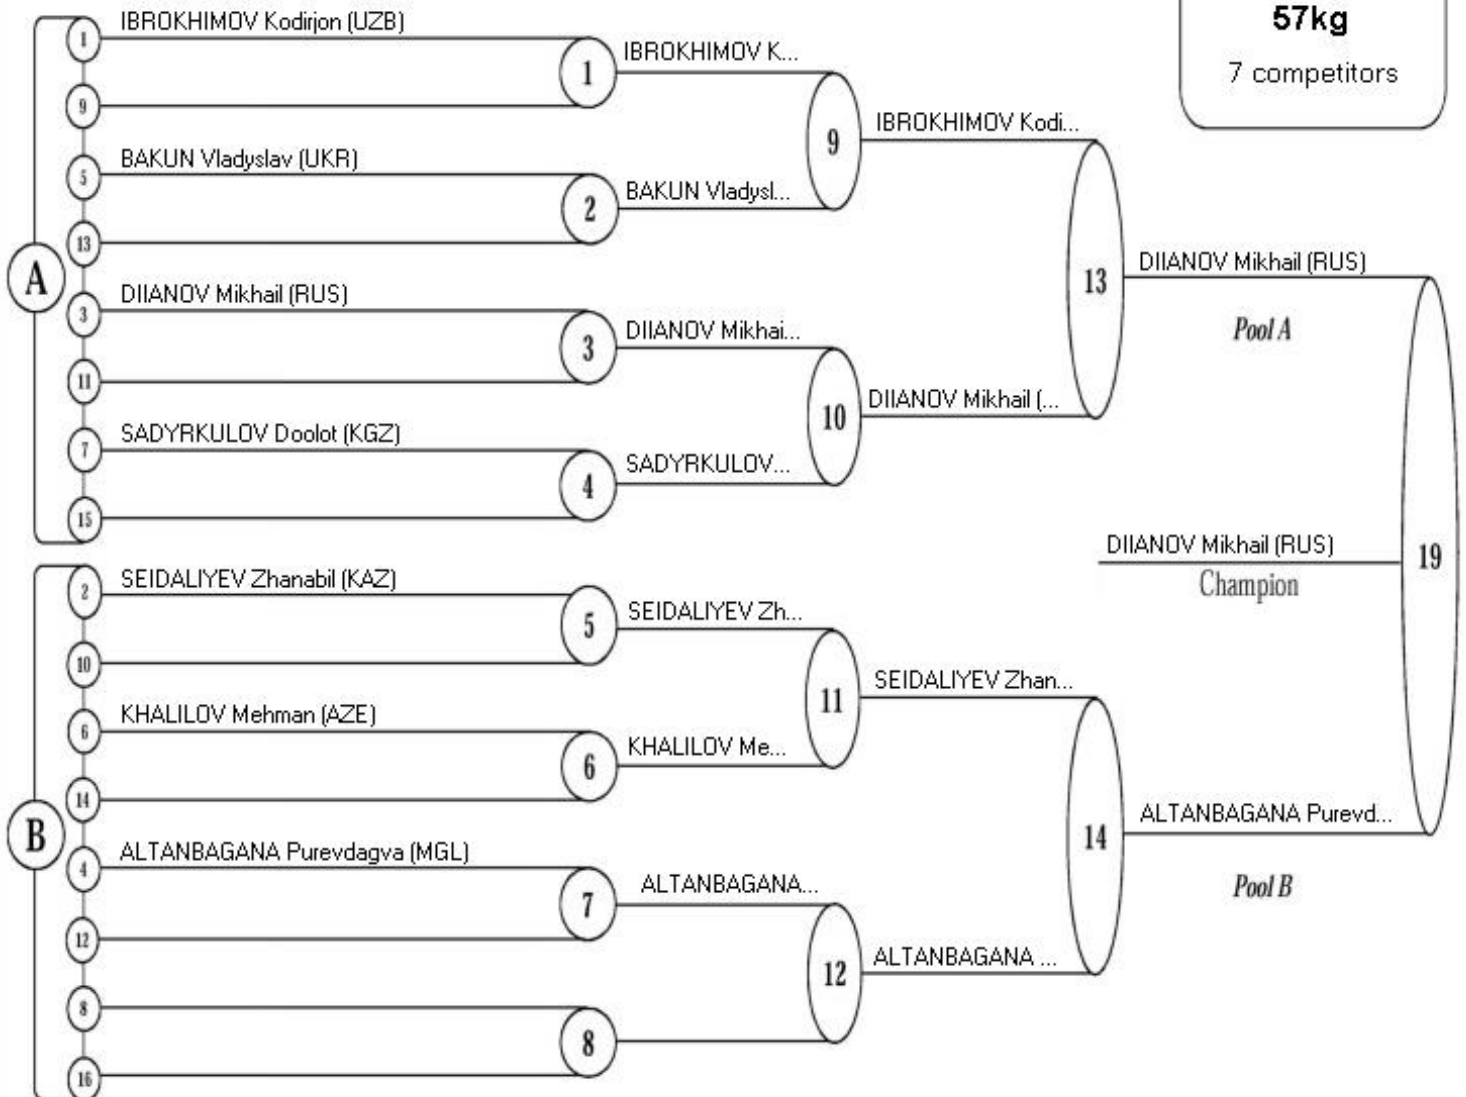 57kg
7 competitors
A
1
IBROKHIMOV Kodirjon (UZB)
9
1
IBROKHIMOV K...
5
BAKUN Vladyslav (UKR)
13
2
BAKUN Vladysl...
9
IBROKHIMOV Kodi...
3
DIIANOV Mikhail (RUS)
11
3
DIIANOV Mikhai...
7
SADYRKULOV Doolot (KGZ)
15
4
SADYRKULOV...
10
DIIANOV Mikhail (...
13
DIIANOV Mikhail (RUS)
Pool A
B
2
SEIDALIYEV Zhanabil (KAZ)
10
5
SEIDALIYEV Zh...
6
KHALILOV Mehman (AZE)
14
6
KHALILOV Me...
11
SEIDALIYEV Zhan...
4
ALTANBAGANA Purevdagva (MGL)
12
7
ALTANBAGANA...
8
16
8
12
ALTANBAGANA ...
14
ALTANBAGANA Purevd...
Pool B
19
DIIANOV Mikhail (RUS)
Champion